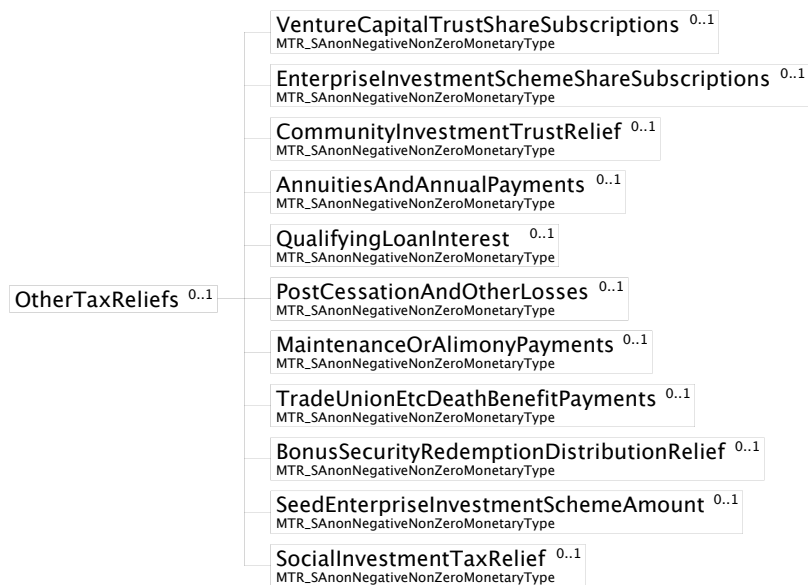 VentureCapitalTrustShareSubscriptions 0..1
MTR_SAnonNegativeNonZeroMonetaryType
EnterpriseInvestmentSchemeShareSubscriptions 0..1
MTR_SAnonNegativeNonZeroMonetaryType
CommunityInvestmentTrustRelief 0..1
MTR_SAnonNegativeNonZeroMonetaryType
AnnuitiesAndAnnualPayments 0..1
MTR_SAnonNegativeNonZeroMonetaryType
QualifyingLoanInterest 0..1
MTR_SAnonNegativeNonZeroMonetaryType
OtherTaxReliefs 0..1
PostCessationAndOtherLosses 0..1
MTR_SAnonNegativeNonZeroMonetaryType
MaintenanceOrAlimonyPayments 0..1
MTR_SAnonNegativeNonZeroMonetaryType
TradeUnionEtcDeathBenefitPayments 0..1
MTR_SAnonNegativeNonZeroMonetaryType
BonusSecurityRedemptionDistributionRelief 0..1
MTR_SAnonNegativeNonZeroMonetaryType
SeedEnterpriseInvestmentSchemeAmount 0..1
MTR_SAnonNegativeNonZeroMonetaryType
SocialInvestmentTaxRelief 0..1
MTR_SAnonNegativeNonZeroMonetaryType